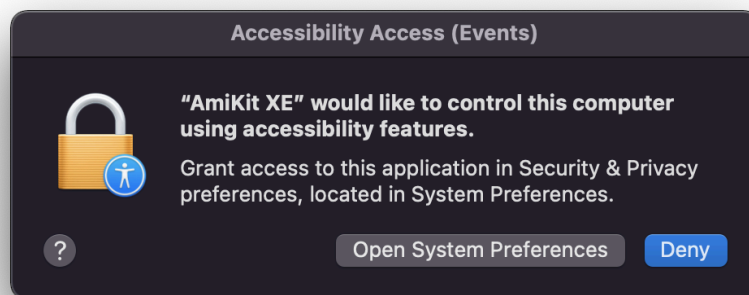 Accessibility Access (Events)
“AmiKit XE” would like to control this computer
using accessibility features.
Grant access to this application in Security & Privacy
preferences, located in System Preferences.
?
Open System Preferences
Deny